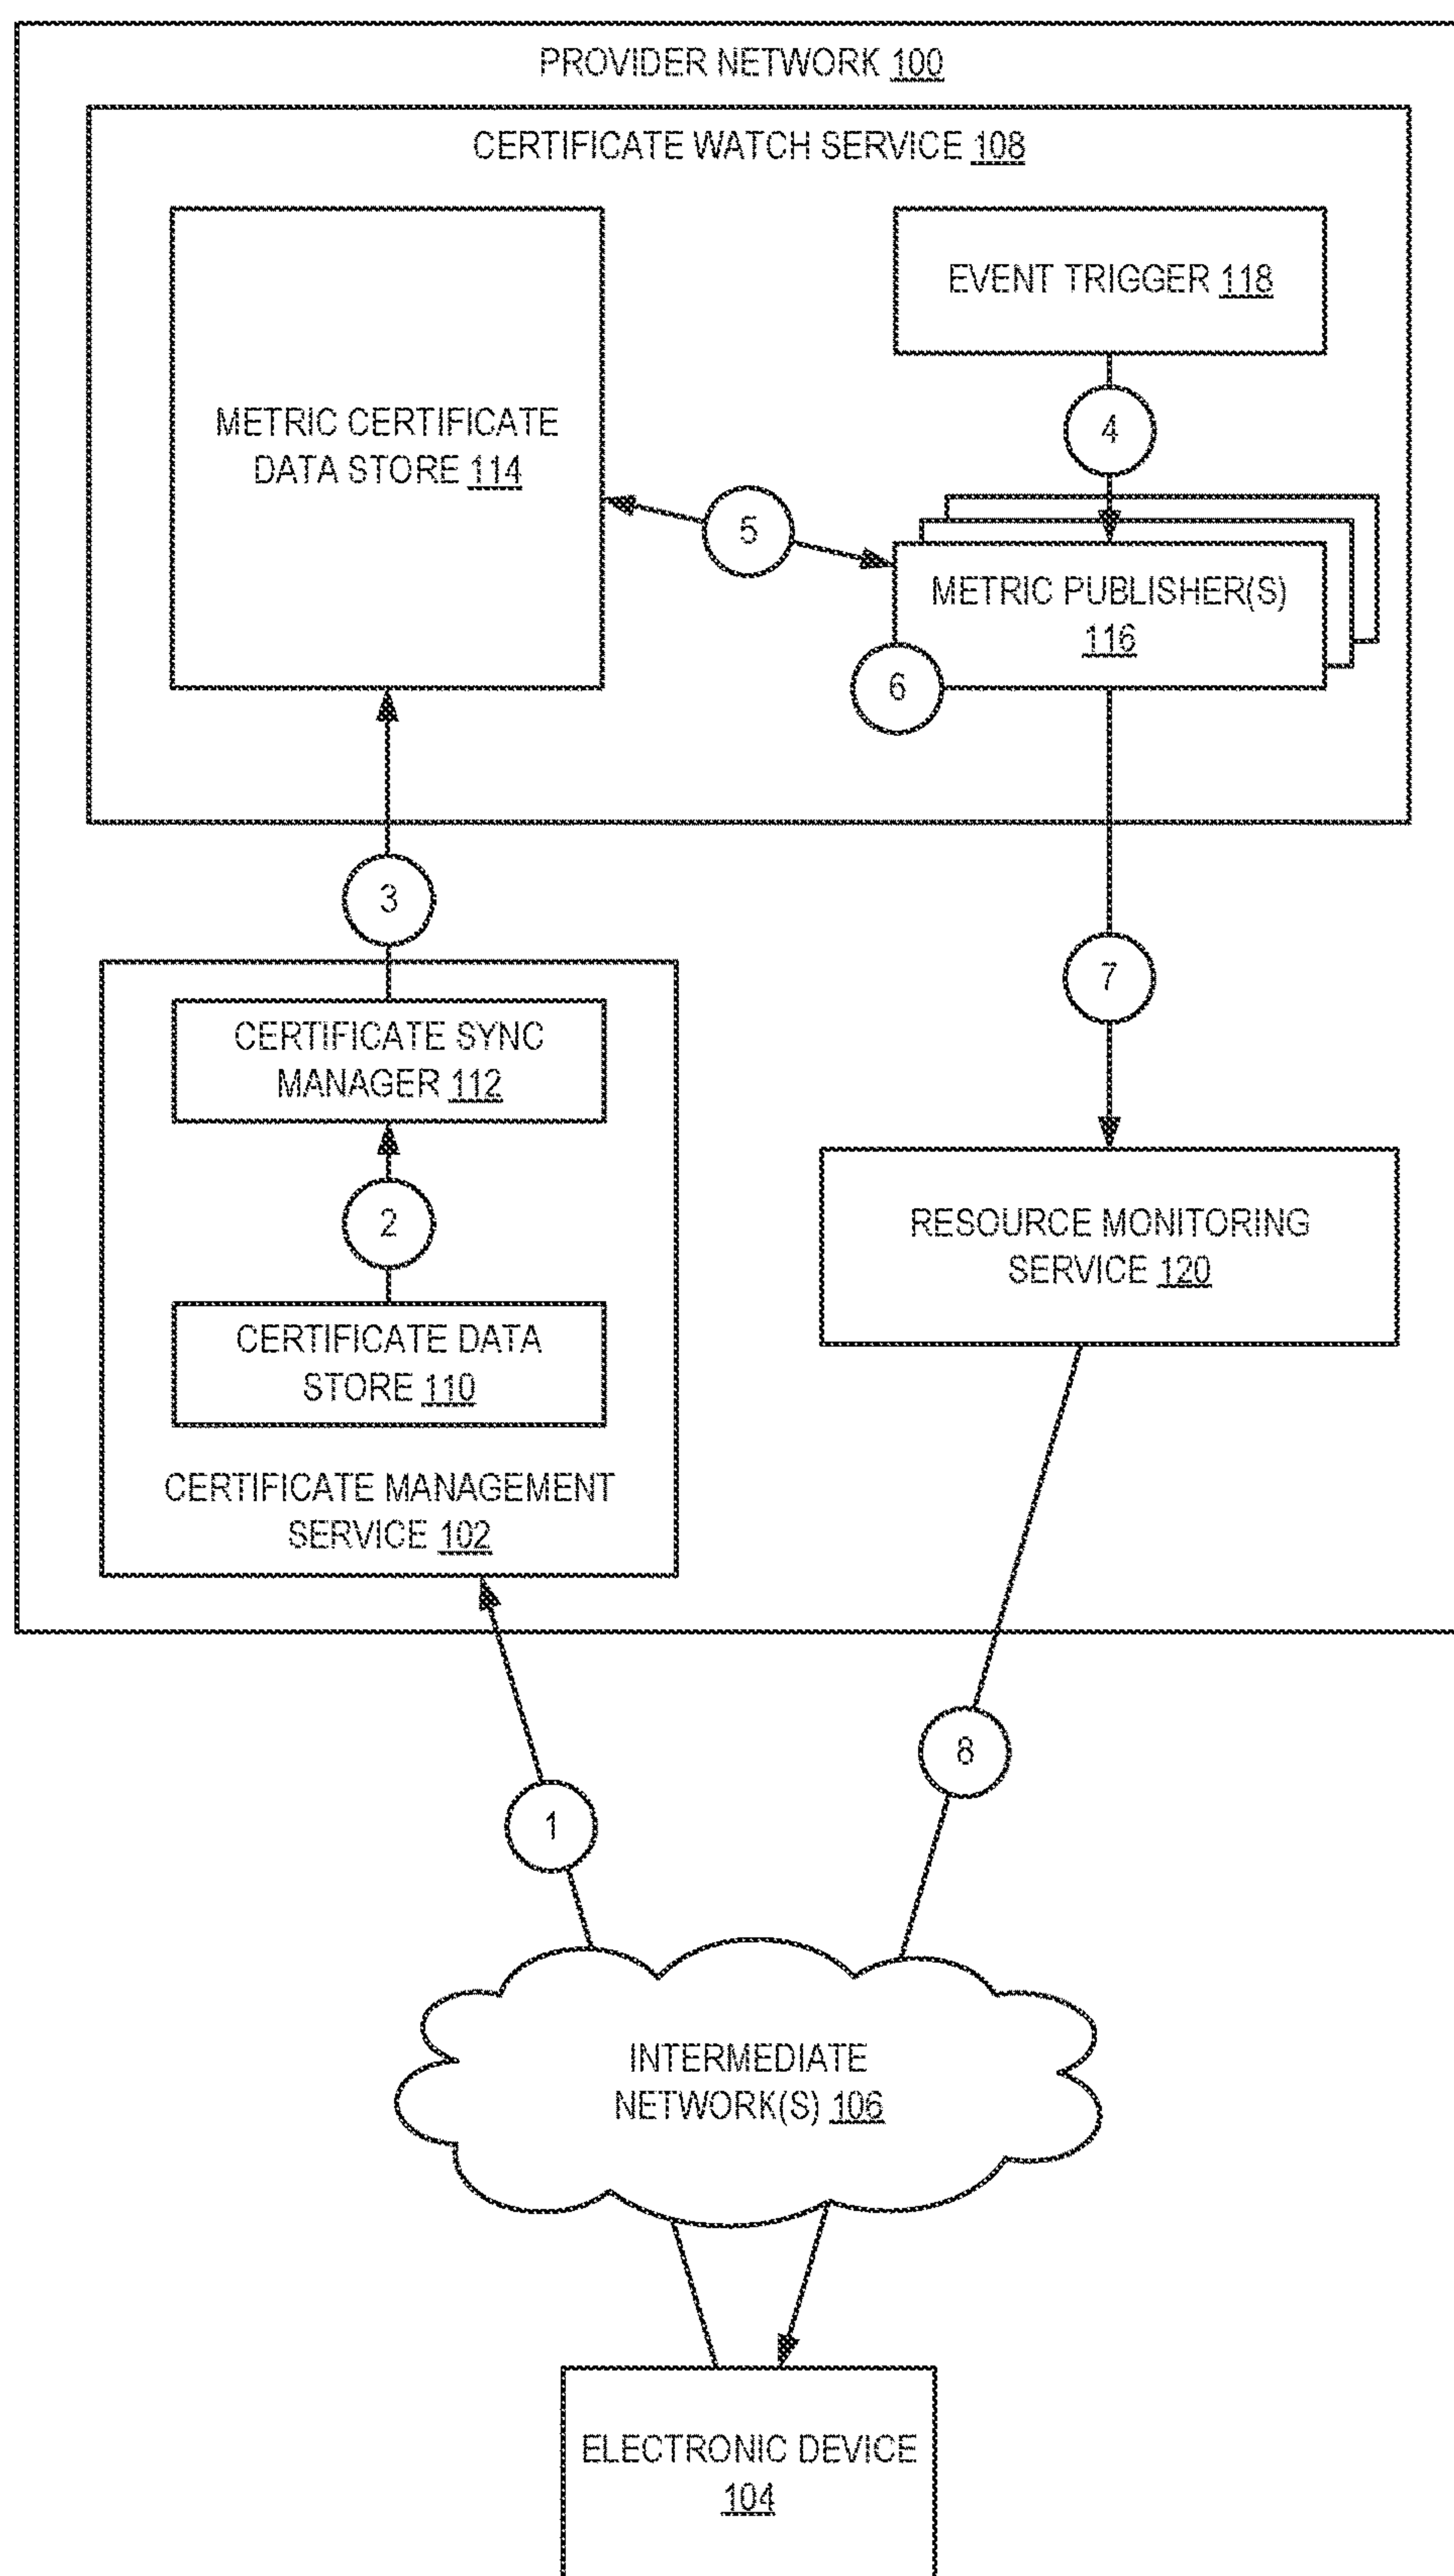 PROVIDER NETWORK 100
CERTIFICATE WATCH SERVICE 108
METRIC CERTIFICATE
DATA STORE 114
EVENT TRIGGER 118
4
5
METRIC PUBLISHER(S)
116
6
3
7
CERTIFICATE SYNC
MANAGER 112
2
CERTIFICATE DATA
STORE 110
CERTIFICATE MANAGEMENT
SERVICE 102
RESOURCE MONITORING
SERVICE 120
8
1
INTERMEDIATE
NETWORK(S) 106
ELECTRONIC DEVICE
104